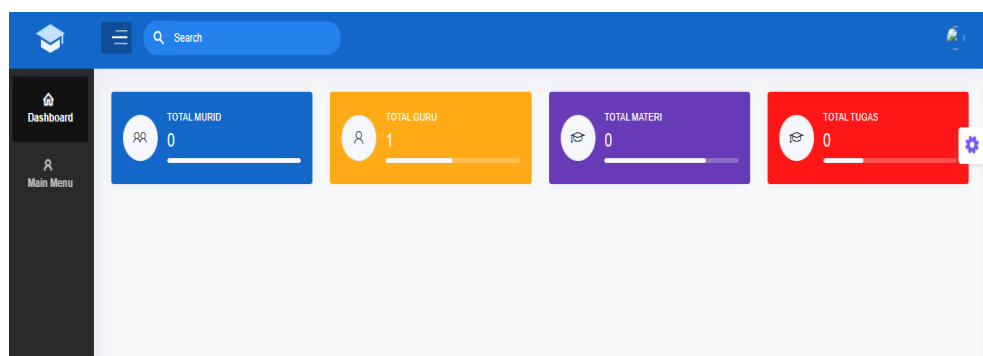 Search
Dashboard
Main Menu
TOTAL MURID
0
TOTAL GURU
1
TOTAL MATERI
0
TOTAL TUGAS
0